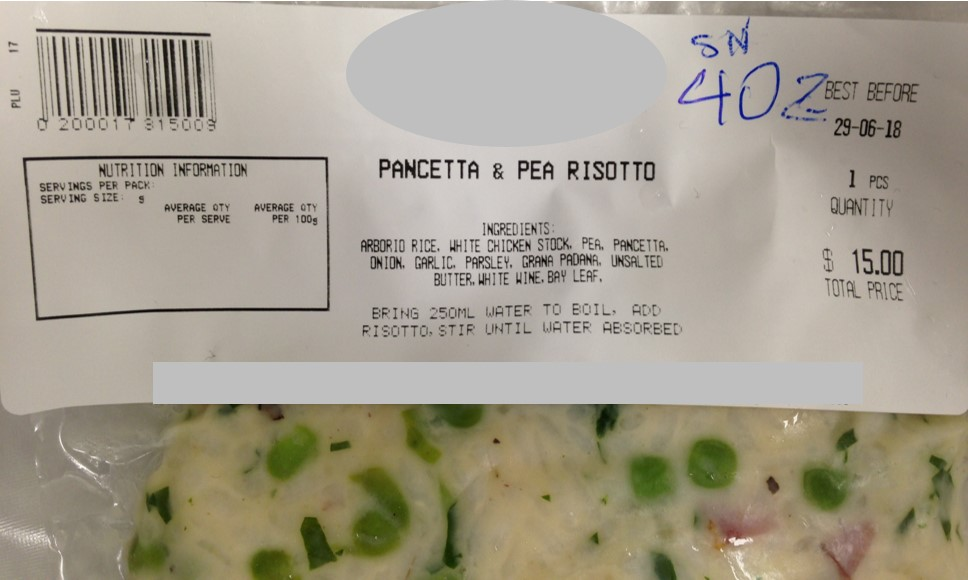 PLU 17
0 200017 815009
SN
402
BEST BEFORE
29-06-18
NUTRITION INFORMATION
SERVINGS PER PACK:
SERVING SIZE: g
AVERAGE QTY PER SERVE
AVERAGE QTY PER 100g
PANCETTA & PEA RISOTTO
1 PCS
QUANTITY
INGREDIENTS:
ARBORIO RICE, WHITE CHICKEN STOCK, PEA, PANCETTA,
ONION, GARLIC, PARSLEY, GRANA PADANA, UNSALTED
BUTTER, WHITE WINE, BAY LEAF.
$ 15.00
TOTAL PRICE
BRING 250ML WATER TO BOIL, ADD
RISOTTO, STIR UNTIL WATER ABSORBED